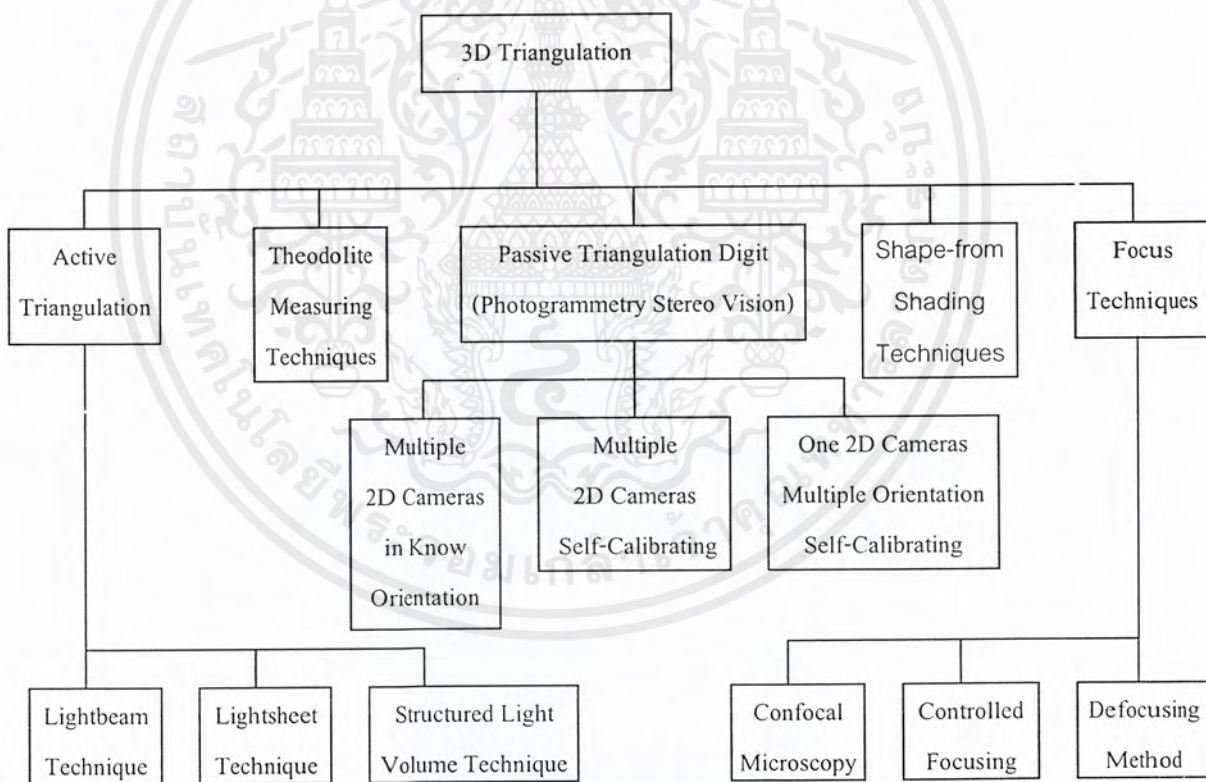 3D Triangulation
Active
Triangulation
Theodolite
Measuring
Techniques
Passive Triangulation Digit
(Photogrammetry Stereo Vision)
Shape-from
Shading
Techniques
Focus
Techniques
Multiple
2D Cameras
in Know
Orientation
Multiple
2D Cameras
Self-Calibrating
One 2D Cameras
Multiple Orientation
Self-Calibrating
Lightbeam
Technique
Lightsheet
Technique
Structured Light
Volume Technique
Confocal
Microscopy
Controlled
Focusing
Defocusing
Method